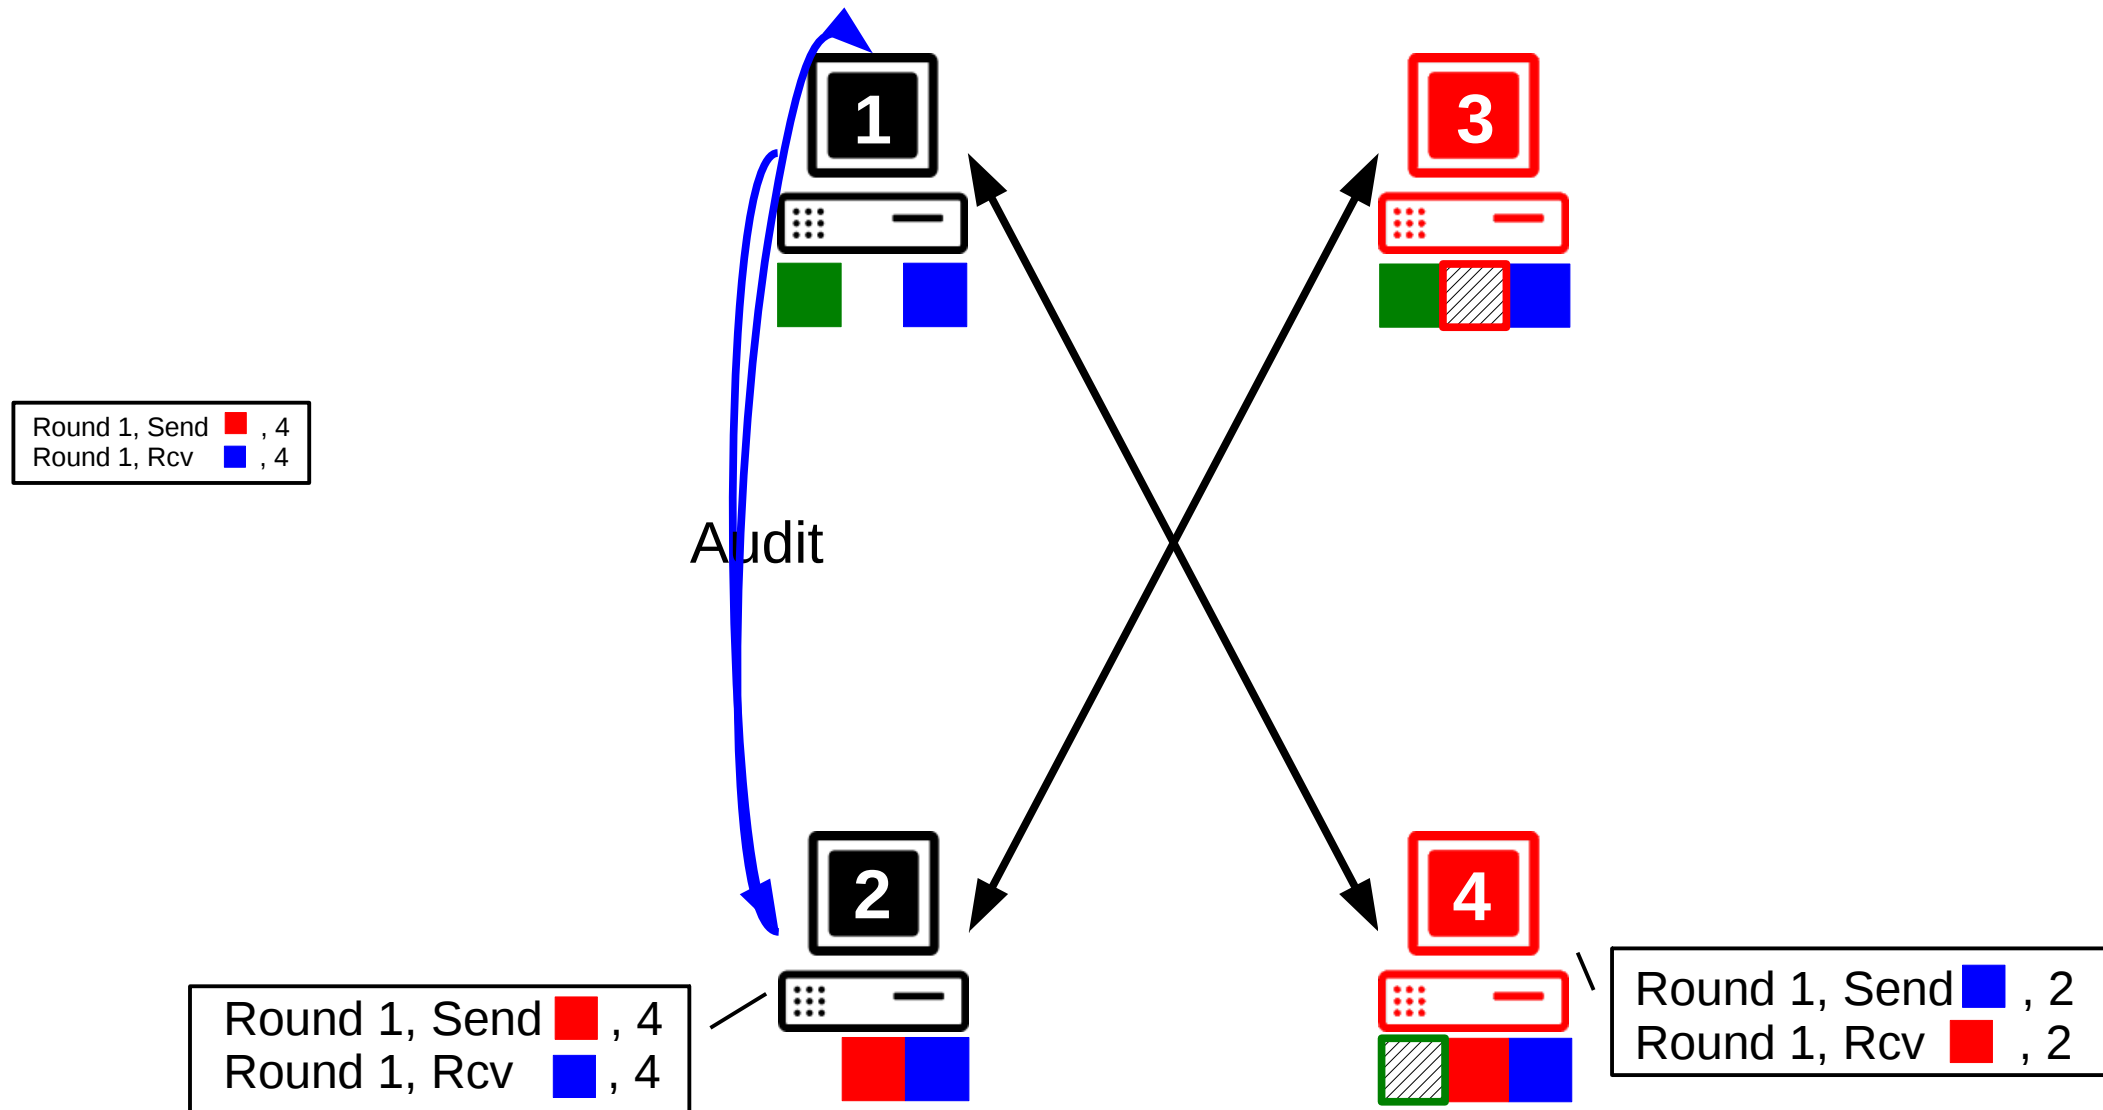 1
3
Round 1, Send , 4
Round 1, Rcv , 4
Audit
2
4
Round 1, Send , 4
Round 1, Rcv , 4
Round 1, Send , 2
Round 1, Rcv , 2